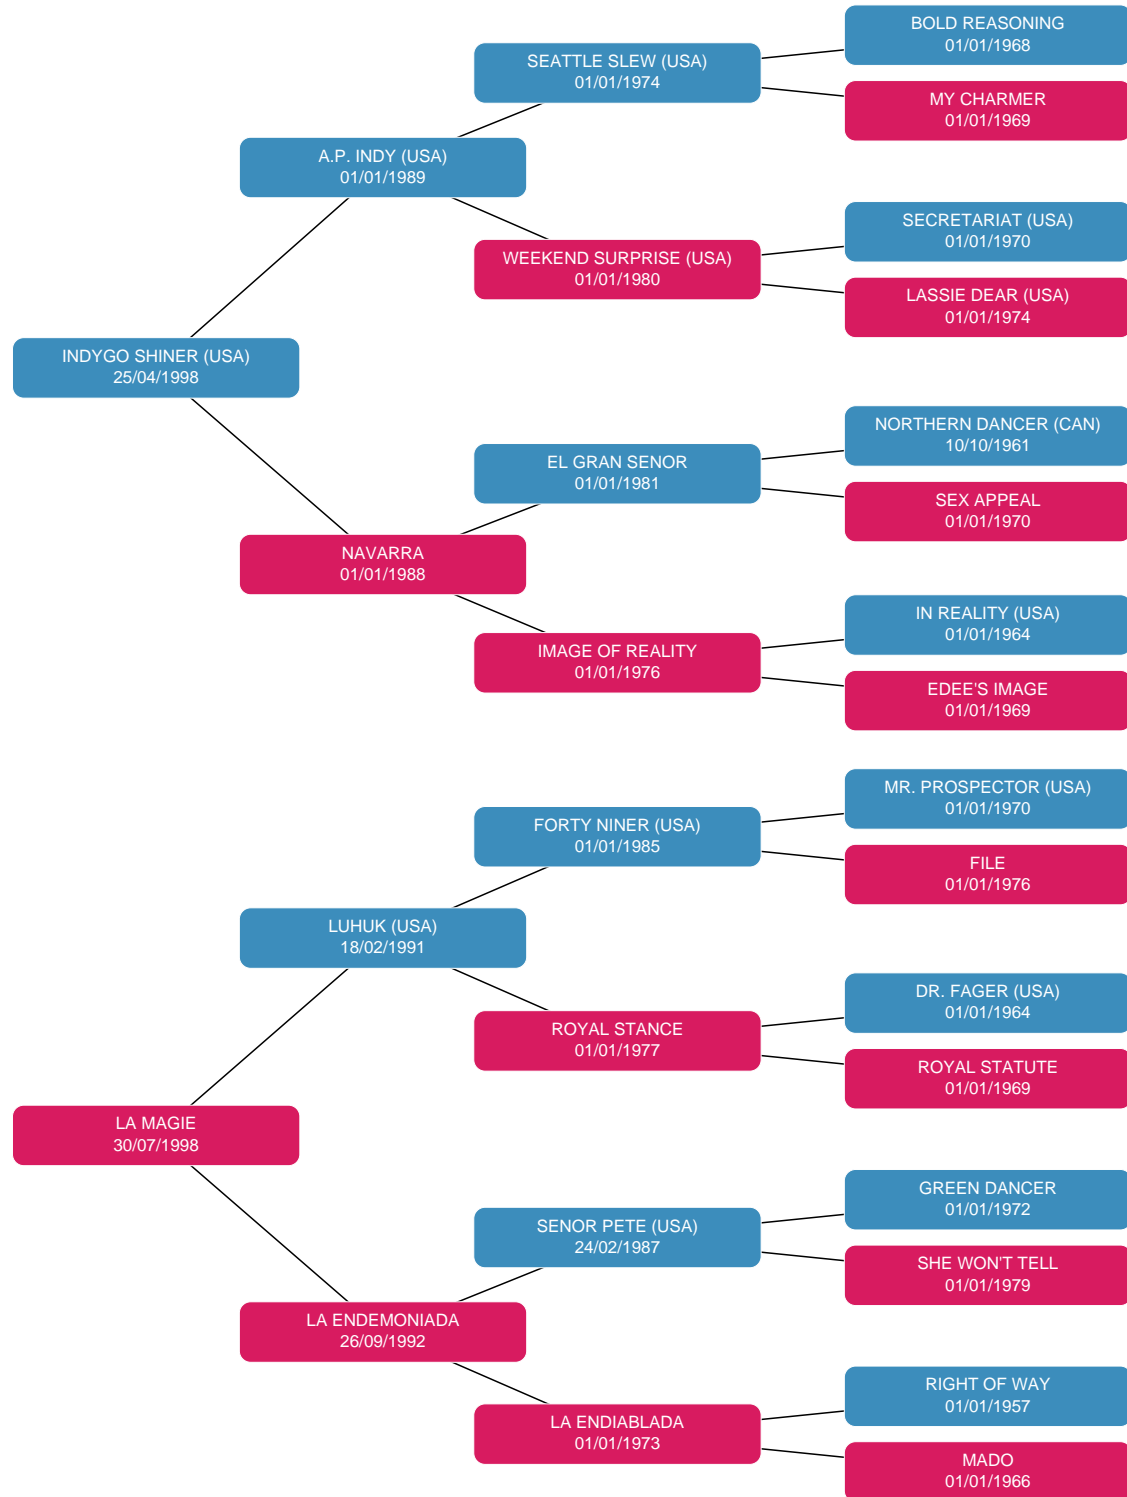 BOLD REASONING
01/01/1968
SEATTLE SLEW (USA)
01/01/1974
MY CHARMER
01/01/1969
A.P. INDY (USA)
01/01/1989
SECRETARIAT (USA)
01/01/1970
WEEKEND SURPRISE (USA)
01/01/1980
LASSIE DEAR (USA)
01/01/1974
INDYGO SHINER (USA)
25/04/1998
NORTHERN DANCER (CAN)
10/10/1961
EL GRAN SENOR
01/01/1981
SEX APPEAL
01/01/1970
NAVARRA
01/01/1988
IN REALITY (USA)
01/01/1964
IMAGE OF REALITY
01/01/1976
EDEE'S IMAGE
01/01/1969
MR. PROSPECTOR (USA)
01/01/1970
FORTY NINER (USA)
01/01/1985
FILE
01/01/1976
LUHUK (USA)
18/02/1991
DR. FAGER (USA)
01/01/1964
ROYAL STANCE
01/01/1977
ROYAL STATUTE
01/01/1969
LA MAGIE
30/07/1998
GREEN DANCER
01/01/1972
SENOR PETE (USA)
24/02/1987
SHE WON'T TELL
01/01/1979
LA ENDEMONIADA
26/09/1992
RIGHT OF WAY
01/01/1957
LA ENDIABLADA
01/01/1973
MADO
01/01/1966